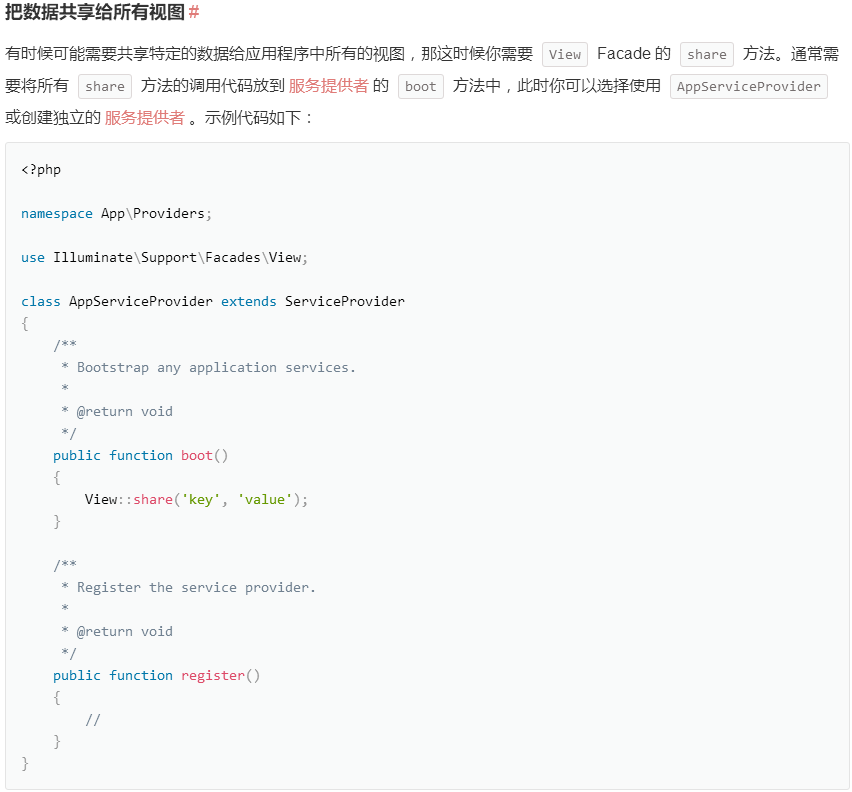 把数据共享给所有视图#
有时候可能需要共享特定的数据给应用程序中所有的视图，那这时候你需要 View Facade 的 share 方法。通常需
要将所有 share 方法的调用代码放到 服务提供者 的 boot 方法中，此时你可以选择使用 AppServiceProvider
或创建独立的 服务提供者 。示例代码如下：
<?php
namespace App\Providers;
use Illuminate\Support\Facades\View;
class AppServiceProvider extends ServiceProvider
{
    /**
     * Bootstrap any application services.
     *
     * @return void
     */
    public function boot()
    {
        View::share('key', 'value');
    }
    /**
     * Register the service provider.
     *
     * @return void
     */
    public function register()
    {
        //
    }
}